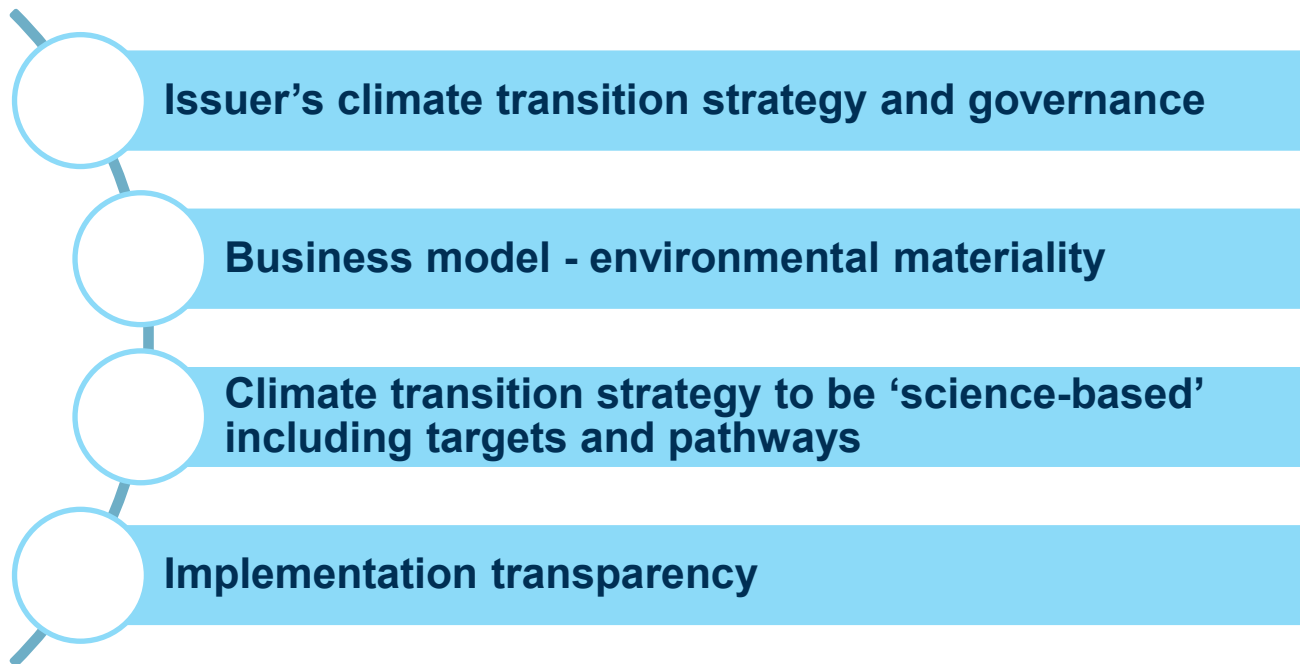 Issuer’s climate transition strategy and governance
Business model - environmental materiality
Climate transition strategy to be ‘science-based’
including targets and pathways
Implementation transparency